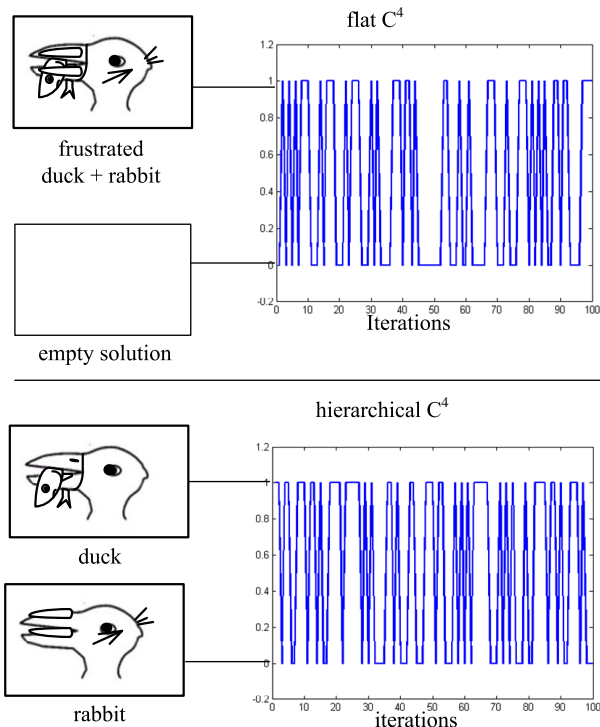 flat C⁴
1.2
1
0.8
0.6
0.4
0.2
0
-0.2
0 10 20 30 40 50 60 70 80 90 100
Iterations
frustrated
duck + rabbit
empty solution
hierarchical C⁴
1.2
1
0.8
0.6
0.4
0.2
0
-0.2
0 10 20 30 40 50 60 70 80 90 100
iterations
duck
rabbit